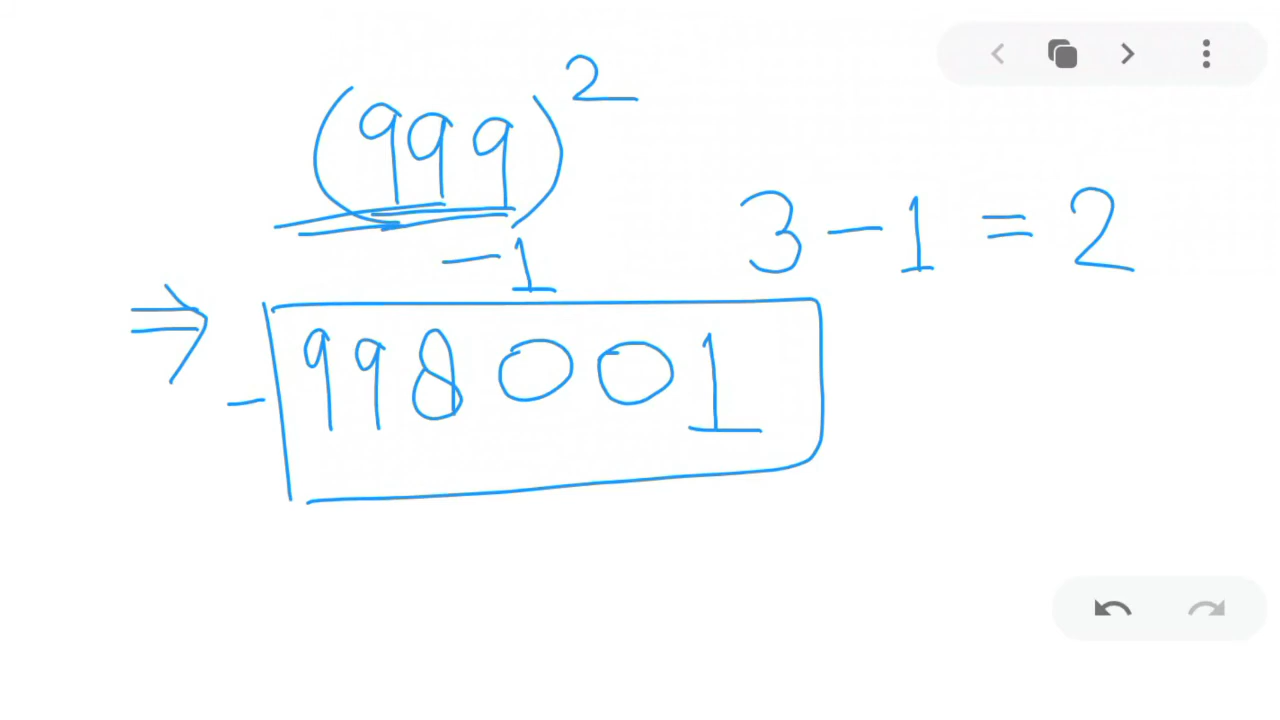 (999)²
3 - 1 = 2
- 1
⇒ - 998001